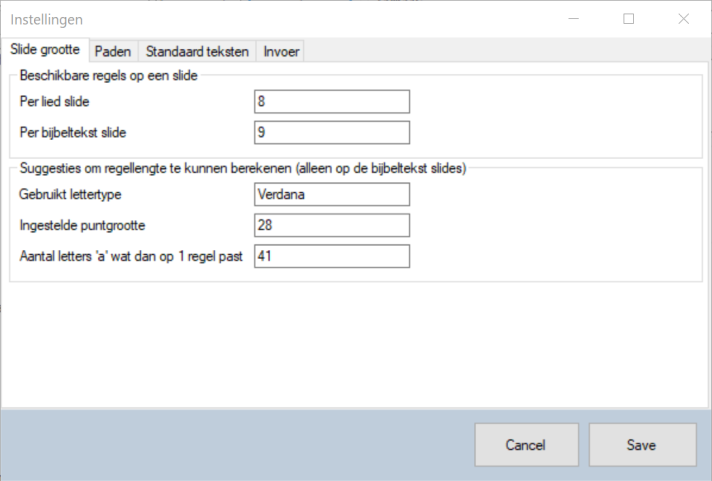 Instellingen
Slide grootte Paden Standaard teksten Invoer
Beschikbare regels op een slide
Per lied slide 8
Per bijbeltekst slide 9
Suggesties om regellengte te kunnen berekenen (alleen op de bijbeltekst slides)
Gebruikt lettertype Verdana
Ingestelde puntgrootte 28
Aantal letters 'a' wat dan op 1 regel past 41
Cancel Save